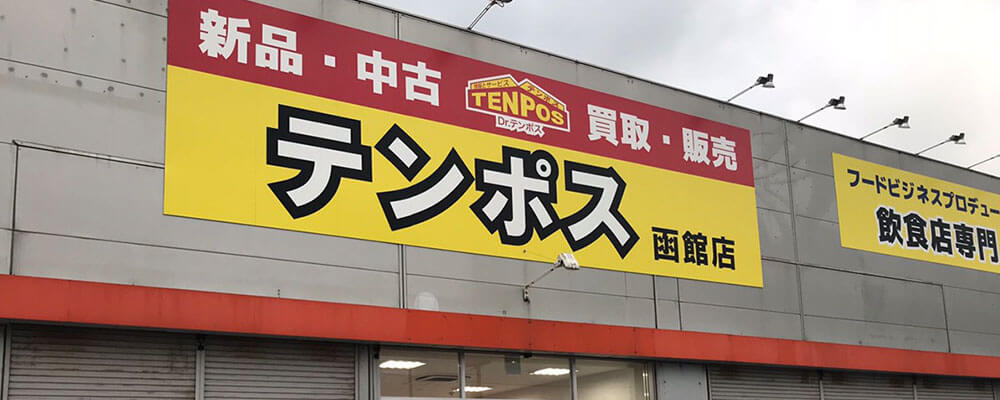 新品・中古
TENPOS
Dr.テンポス
買取・販売
テンポス
函館店
フードビジネスプロデュー
飲食店専門